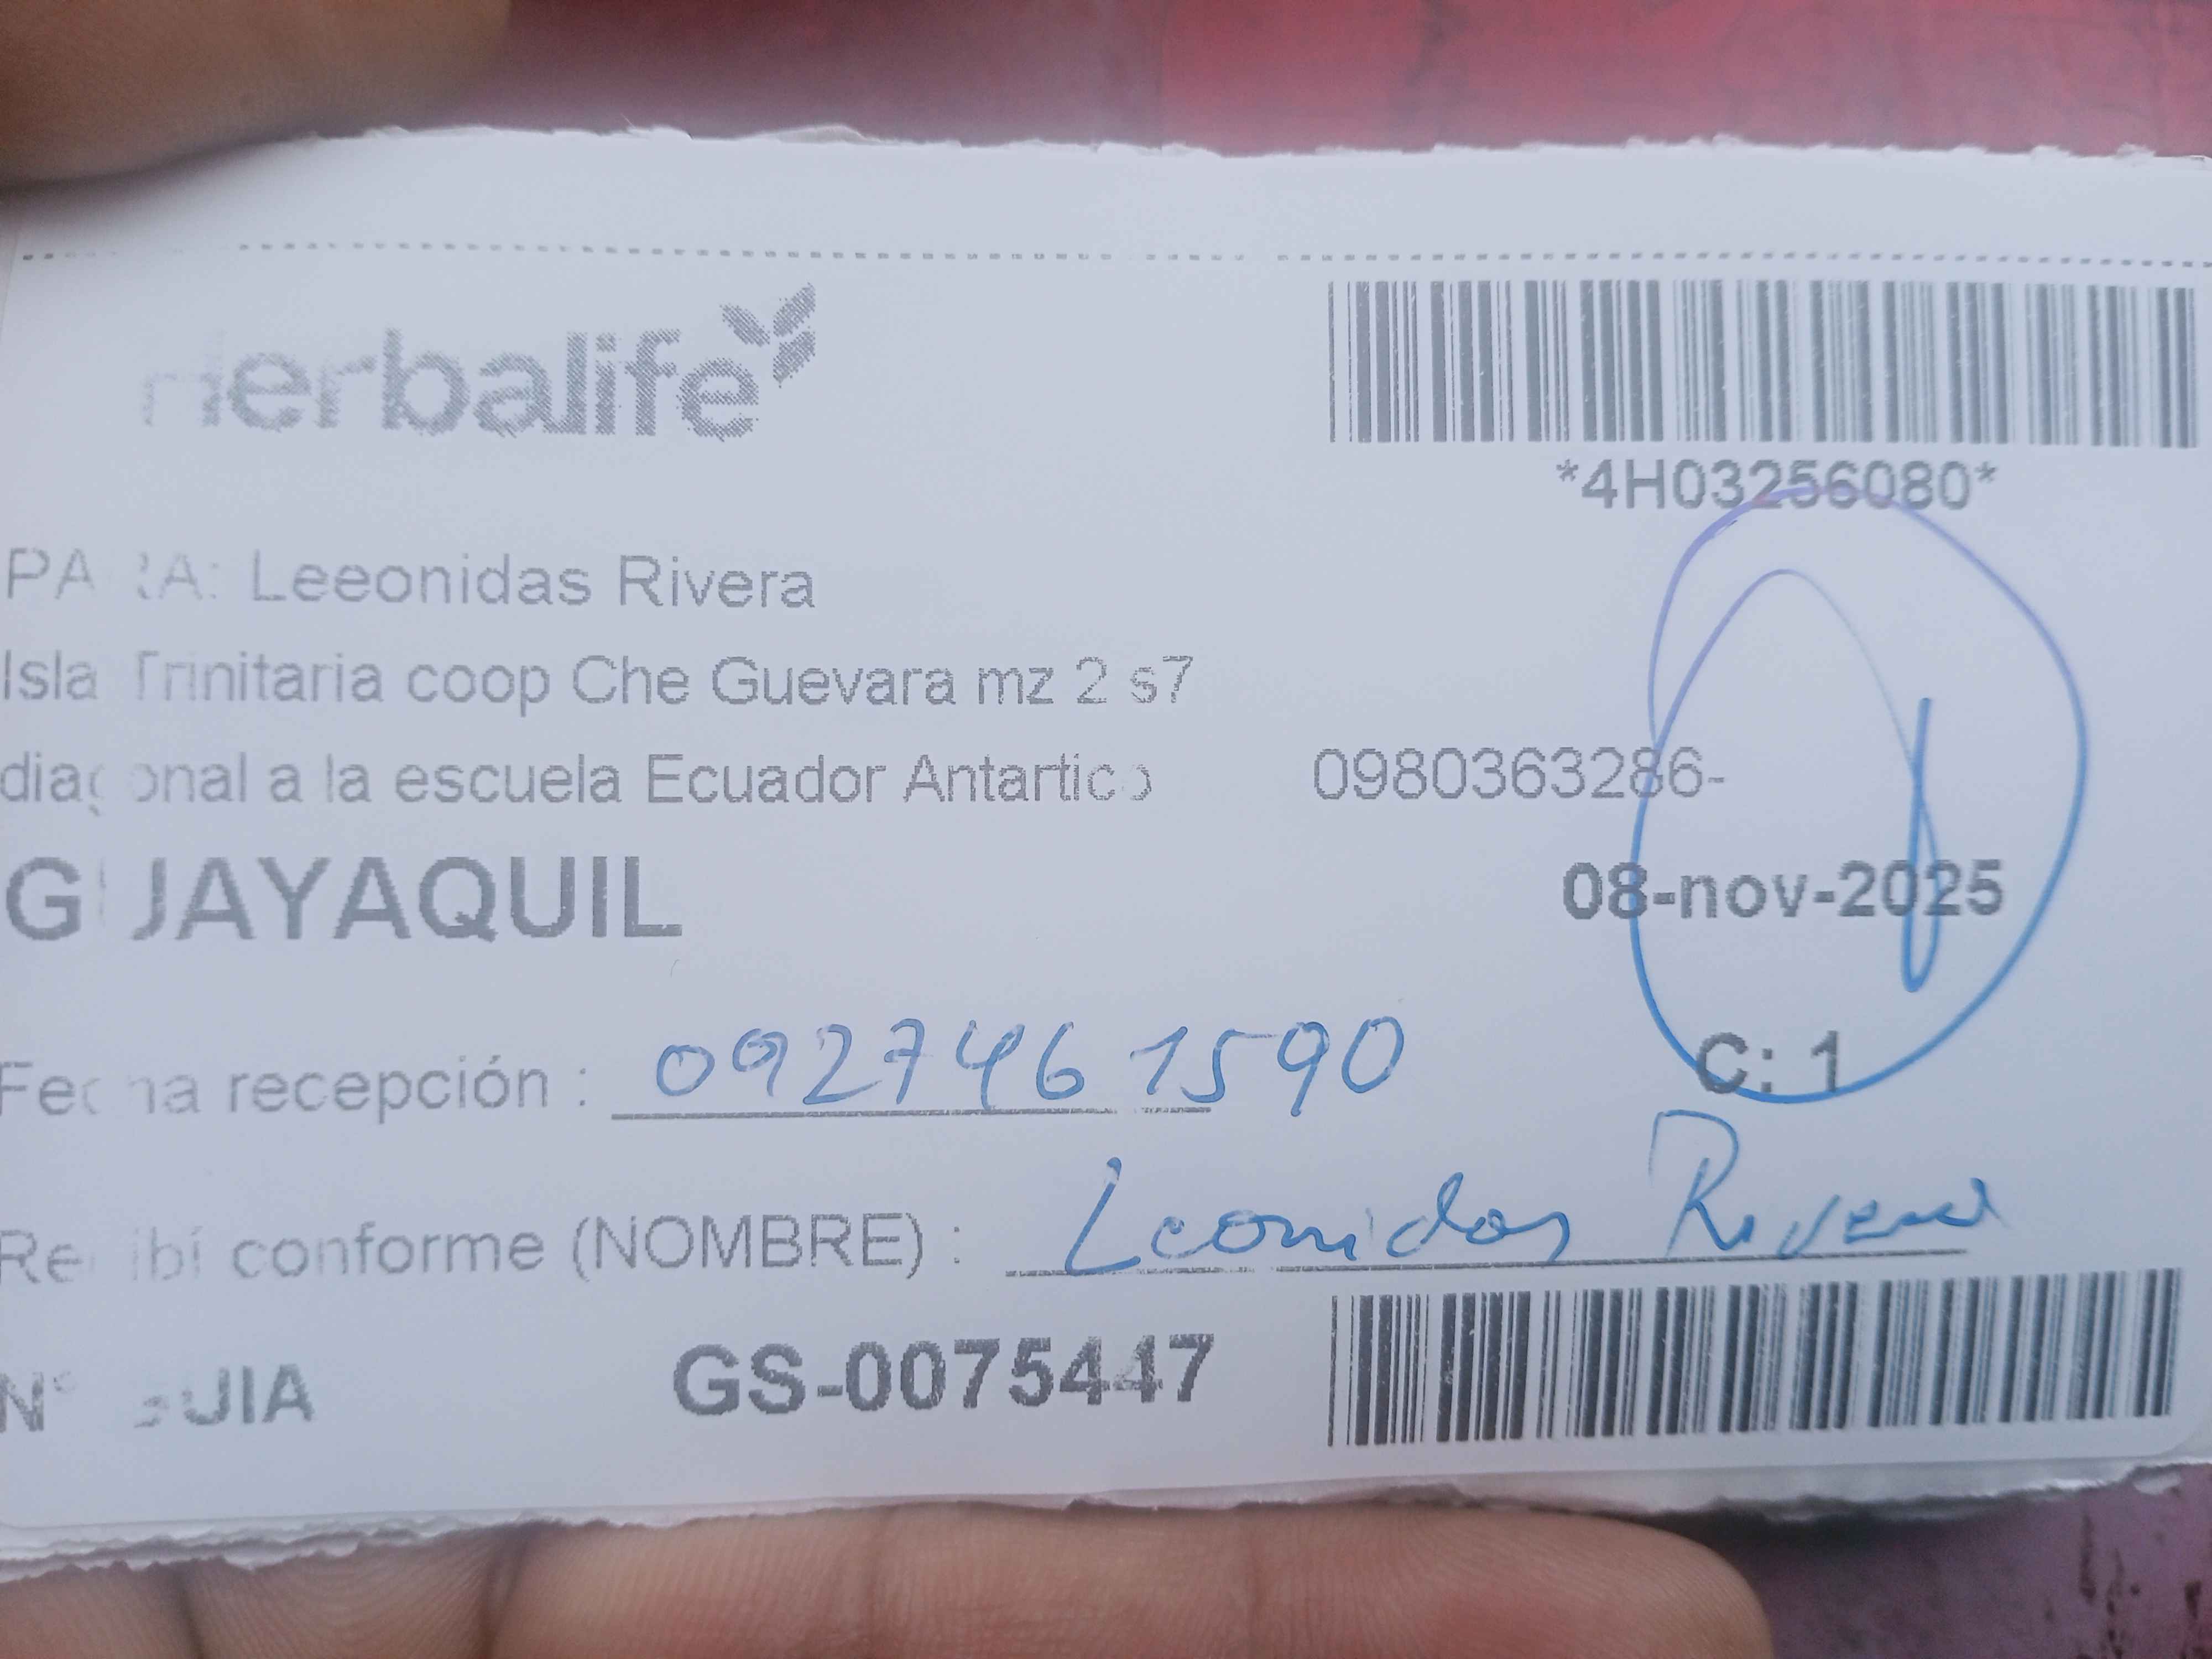 Herbalife
*4H03256080*
PARA: Leeonidas Rivera
Isla Trinitaria coop Che Guevara mz 2 s7
diagonal a la escuela Ecuador Antartico 0980363286-
GUAYAQUIL 08-nov-2025
Fecha recepción : 0927461590 C: 1
Recibí conforme (NOMBRE) : Leonidas Rivera
N° GUIA GS-0075447